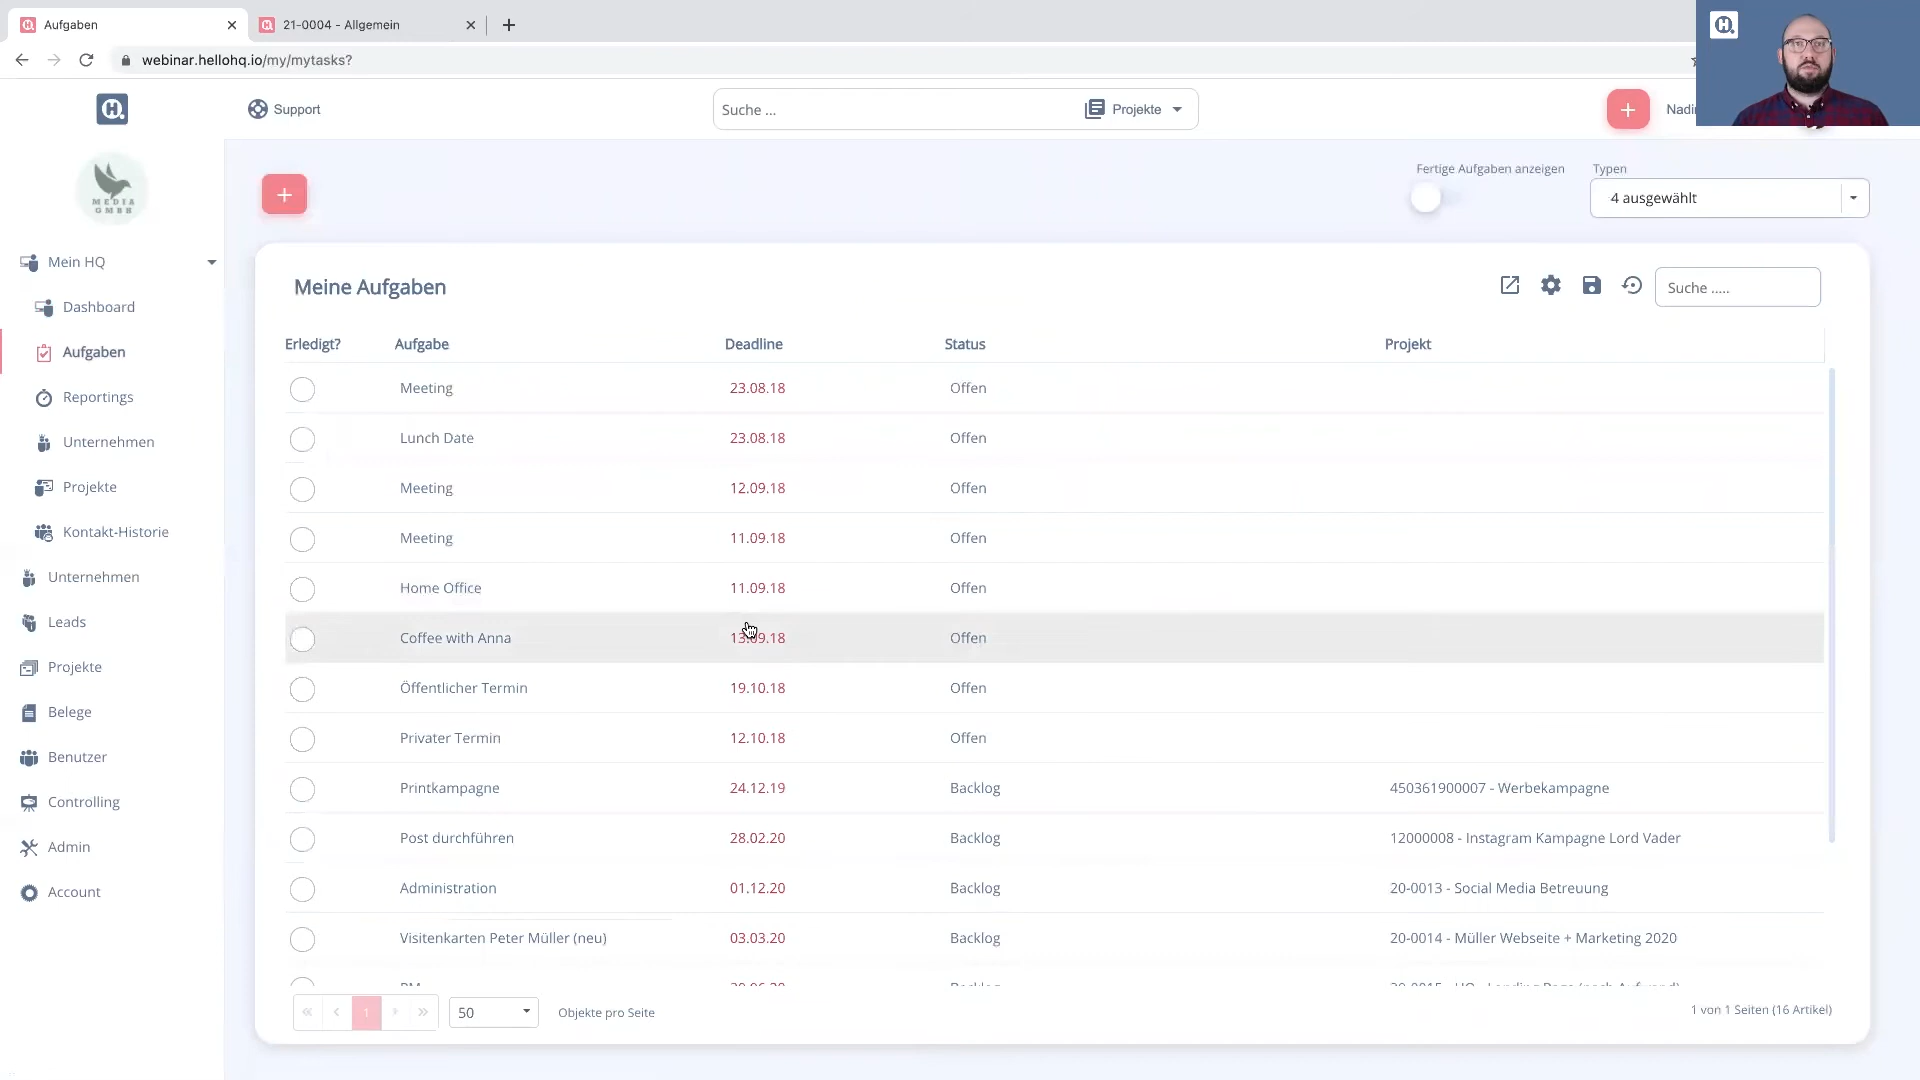 Aufgaben
21-0004 - Allgemein
webinar.hellohq.io/my/mytasks?
Support
Suche ...
Projekte
MEDIA
GMBH
Fertige Aufgaben anzeigen
Typen
4 ausgewählt
Mein HQ
Dashboard
Aufgaben
Reportings
Unternehmen
Projekte
Kontakt-Historie
Unternehmen
Leads
Projekte
Belege
Benutzer
Controlling
Admin
Account
Meine Aufgaben
Suche .....
Erledigt? Aufgabe Deadline Status Projekt
Meeting 23.08.18 Offen
Lunch Date 23.08.18 Offen
Meeting 12.09.18 Offen
Meeting 11.09.18 Offen
Home Office 11.09.18 Offen
Coffee with Anna 13.09.18 Offen
Öffentlicher Termin 19.10.18 Offen
Privater Termin 12.10.18 Offen
Printkampagne 24.12.19 Backlog 450361900007 - Werbekampagne
Post durchführen 28.02.20 Backlog 12000008 - Instagram Kampagne Lord Vader
Administration 01.12.20 Backlog 20-0013 - Social Media Betreuung
Visitenkarten Peter Müller (neu) 03.03.20 Backlog 20-0014 - Müller Webseite + Marketing 2020
1
50
Objekte pro Seite
1 von 1 Seiten (16 Artikel)